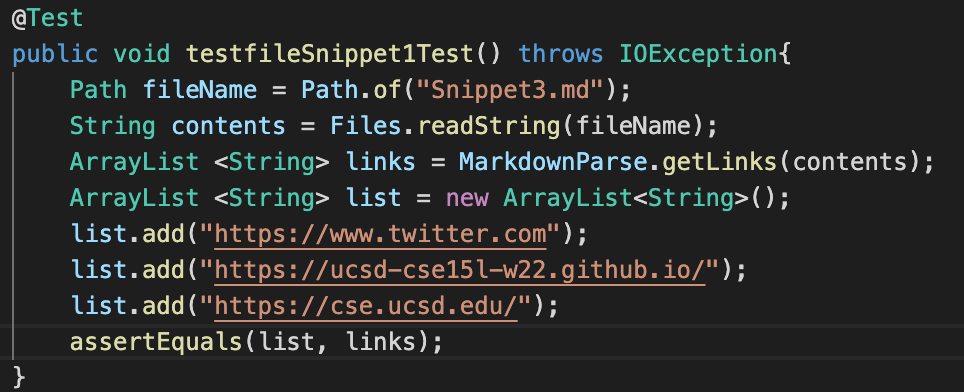 @Test
public void testfileSnippet1Test() throws IOException{
    Path fileName = Path.of("Snippet3.md");
    String contents = Files.readString(fileName);
    ArrayList <String> links = MarkdownParse.getLinks(contents);
    ArrayList <String> list = new ArrayList<String>();
    list.add("https://www.twitter.com");
    list.add("https://ucsd-cse15l-w22.github.io/");
    list.add("https://cse.ucsd.edu/");
    assertEquals(list, links);
}